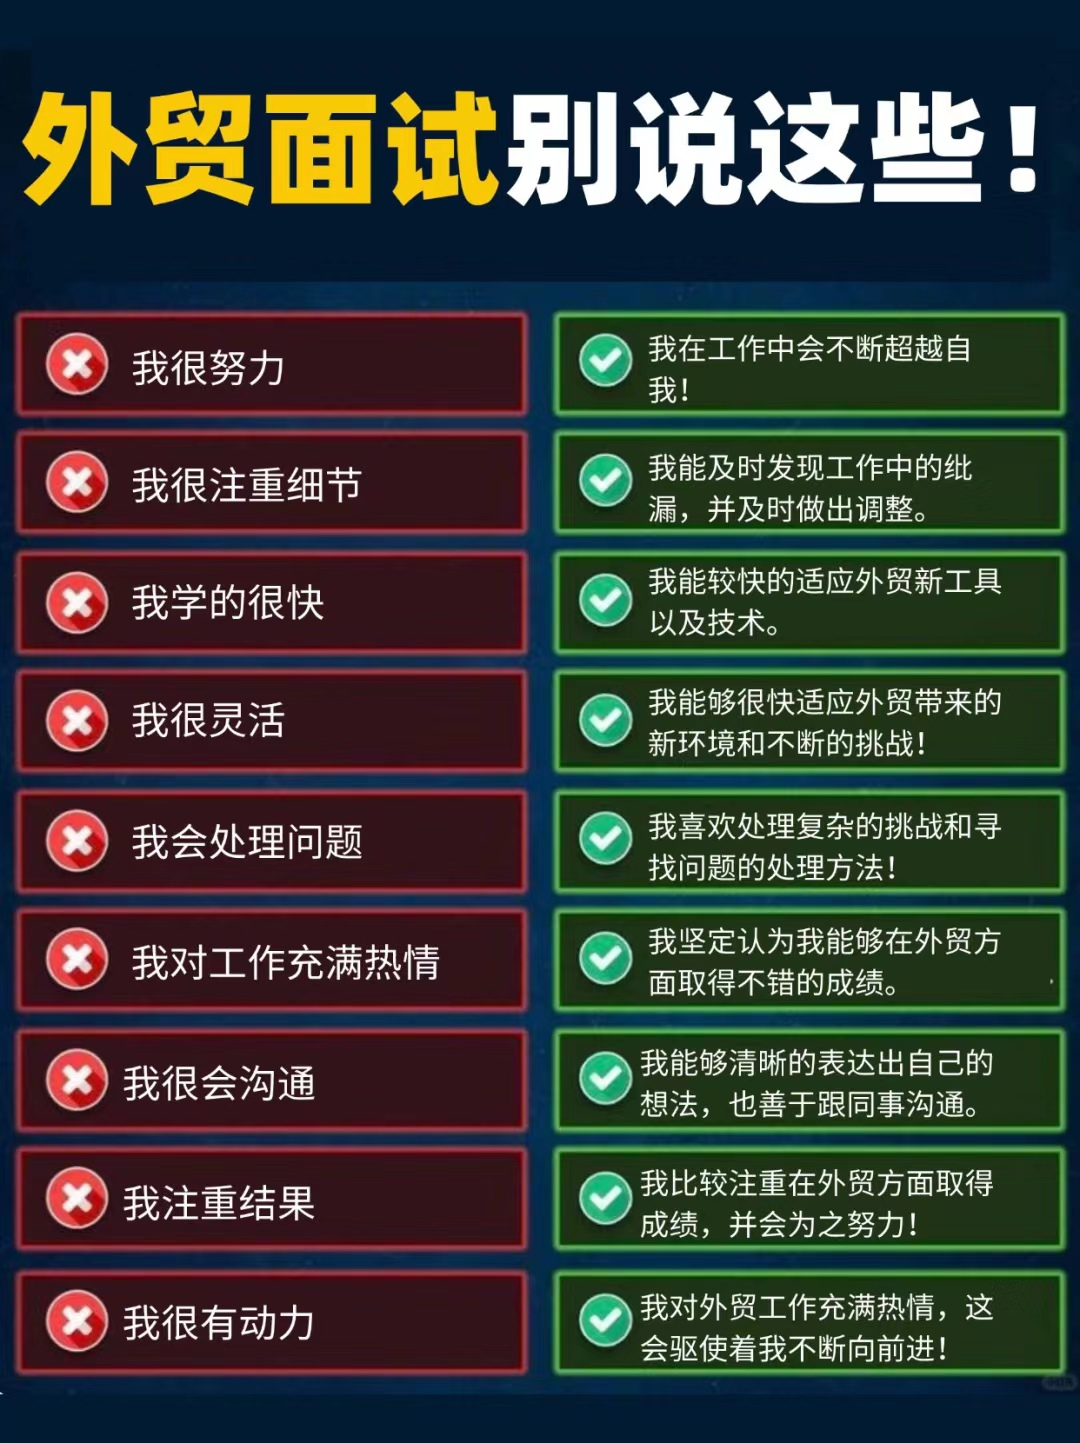 外贸面试别说这些！
我很努力
我在工作中会不断超越自
我！
我很注重细节
我能及时发现工作中的纰
漏，并及时做出调整。
我学的很快
我能较快的适应外贸新工具
以及技术。
我很灵活
我能够很快适应外贸带来的
新环境和不断的挑战！
我会处理问题
我喜欢处理复杂的挑战和寻
找问题的处理方法！
我对工作充满热情
我坚定认为我能够在外贸方
面取得不错的成绩。
我很会沟通
我能够清晰的表达出自己的
想法，也善于跟同事沟通。
我注重结果
我比较注重在外贸方面取得
成绩，并会为之努力！
我很有动力
我对外贸工作充满热情，这
会驱使着我不断向前进！